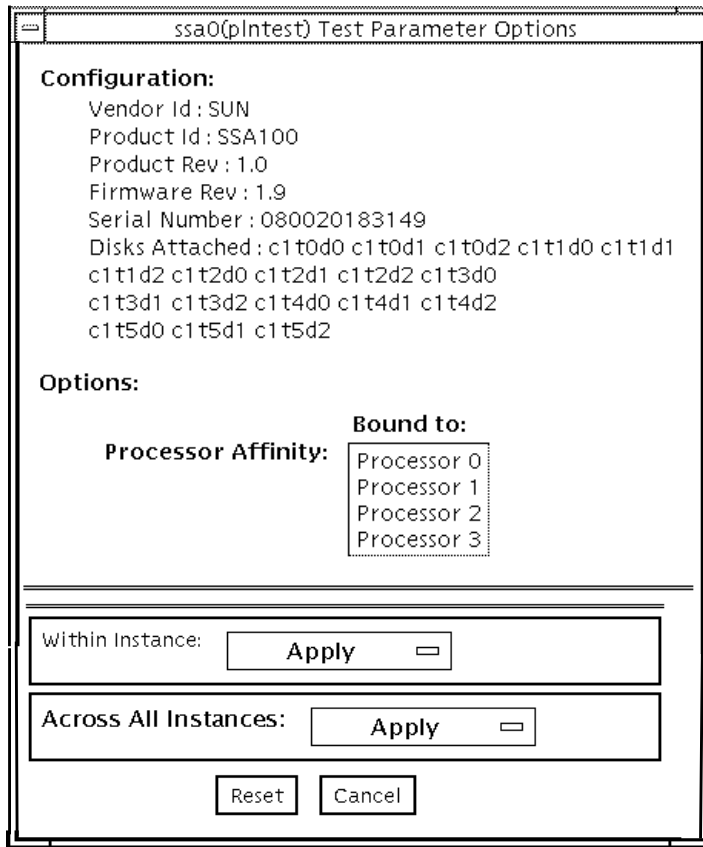 ssa0(plntest) Test Parameter Options
Configuration:
Vendor Id : SUN
Product Id : SSA100
Product Rev : 1.0
Firmware Rev : 1.9
Serial Number : 080020183149
Disks Attached : c1t0d0 c1t0d1 c1t0d2 c1t1d0 c1t1d1
c1t1d2 c1t2d0 c1t2d1 c1t2d2 c1t3d0
c1t3d1 c1t3d2 c1t4d0 c1t4d1 c1t4d2
c1t5d0 c1t5d1 c1t5d2
Options:
Bound to:
Processor Affinity:
Processor 0
Processor 1
Processor 2
Processor 3
Within Instance: Apply
Across All Instances: Apply
Reset Cancel